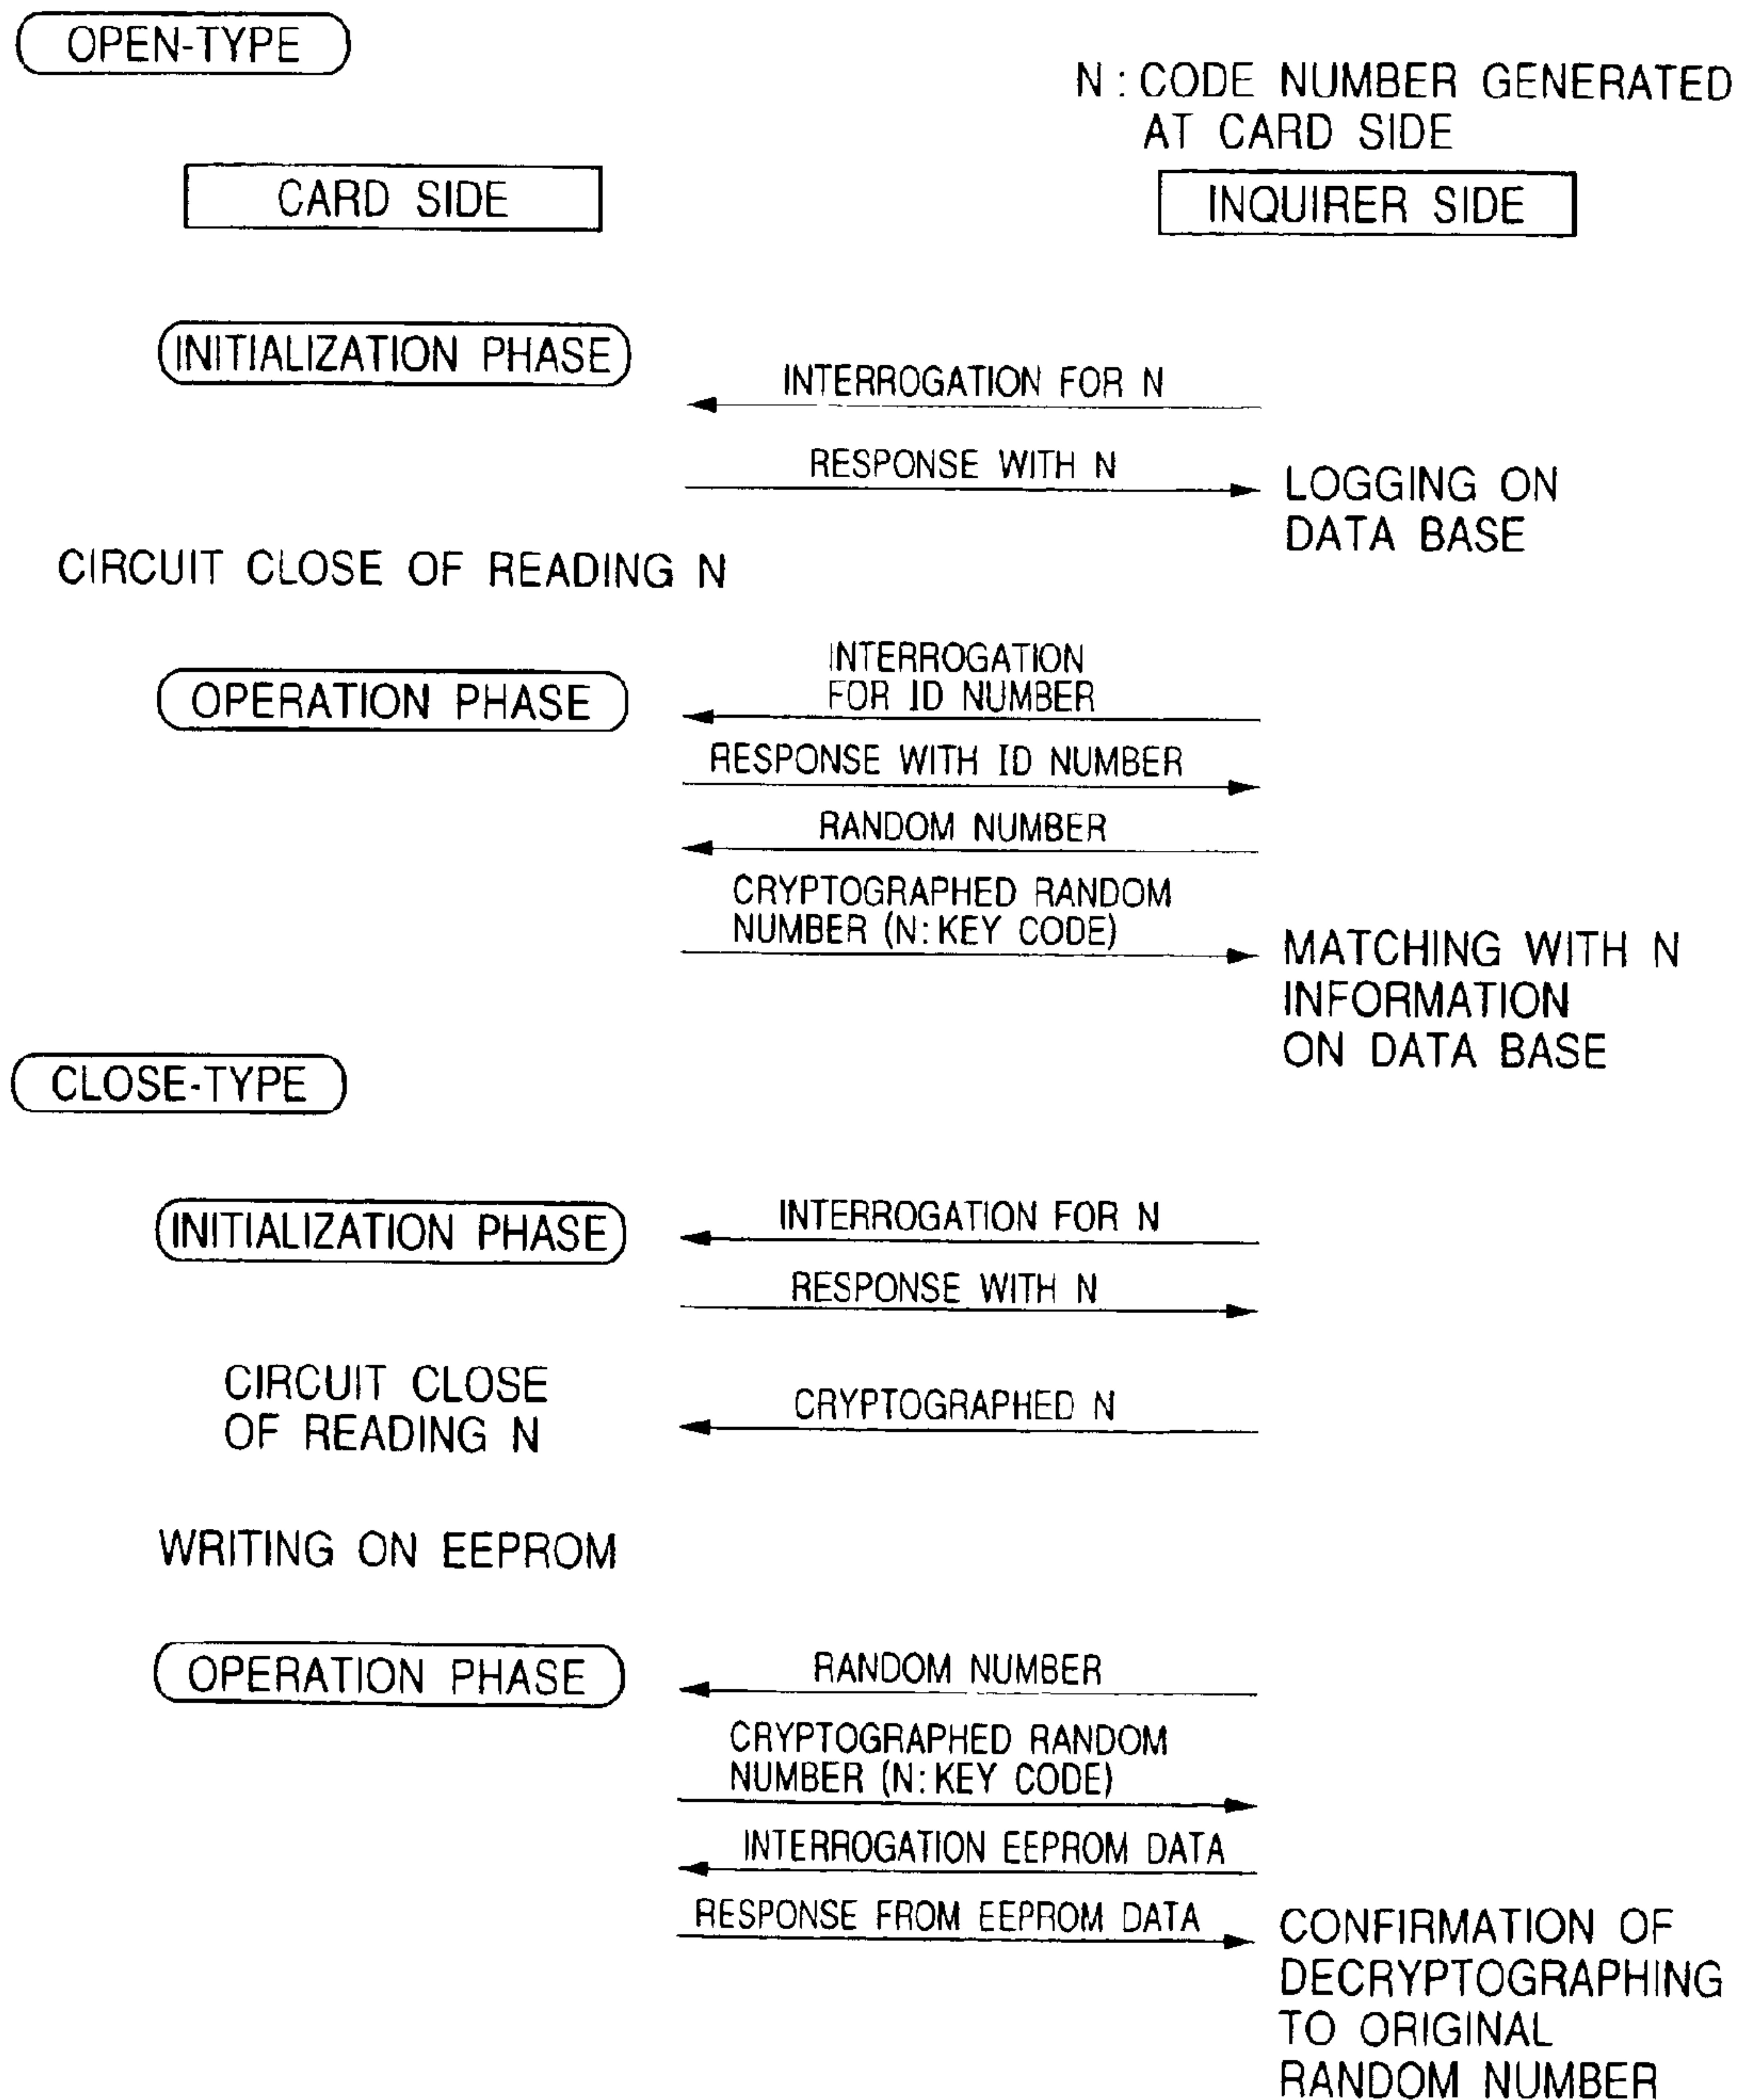 OPEN-TYPE
N : CODE NUMBER GENERATED
AT CARD SIDE
CARD SIDE
INQUIRER SIDE
INITIALIZATION PHASE
INTERROGATION FOR N
RESPONSE WITH N
LOGGING ON
DATA BASE
CIRCUIT CLOSE OF READING N
OPERATION PHASE
INTERROGATION
FOR ID NUMBER
RESPONSE WITH ID NUMBER
RANDOM NUMBER
CRYPTOGRAPHED RANDOM
NUMBER (N: KEY CODE)
MATCHING WITH N
INFORMATION
ON DATA BASE
CLOSE-TYPE
INITIALIZATION PHASE
INTERROGATION FOR N
RESPONSE WITH N
CIRCUIT CLOSE
OF READING N
CRYPTOGRAPHED N
WRITING ON EEPROM
OPERATION PHASE
RANDOM NUMBER
CRYPTOGRAPHED RANDOM
NUMBER (N: KEY CODE)
INTERROGATION EEPROM DATA
RESPONSE FROM EEPROM DATA
CONFIRMATION OF
DECRYPTOGRAPHING
TO ORIGINAL
RANDOM NUMBER